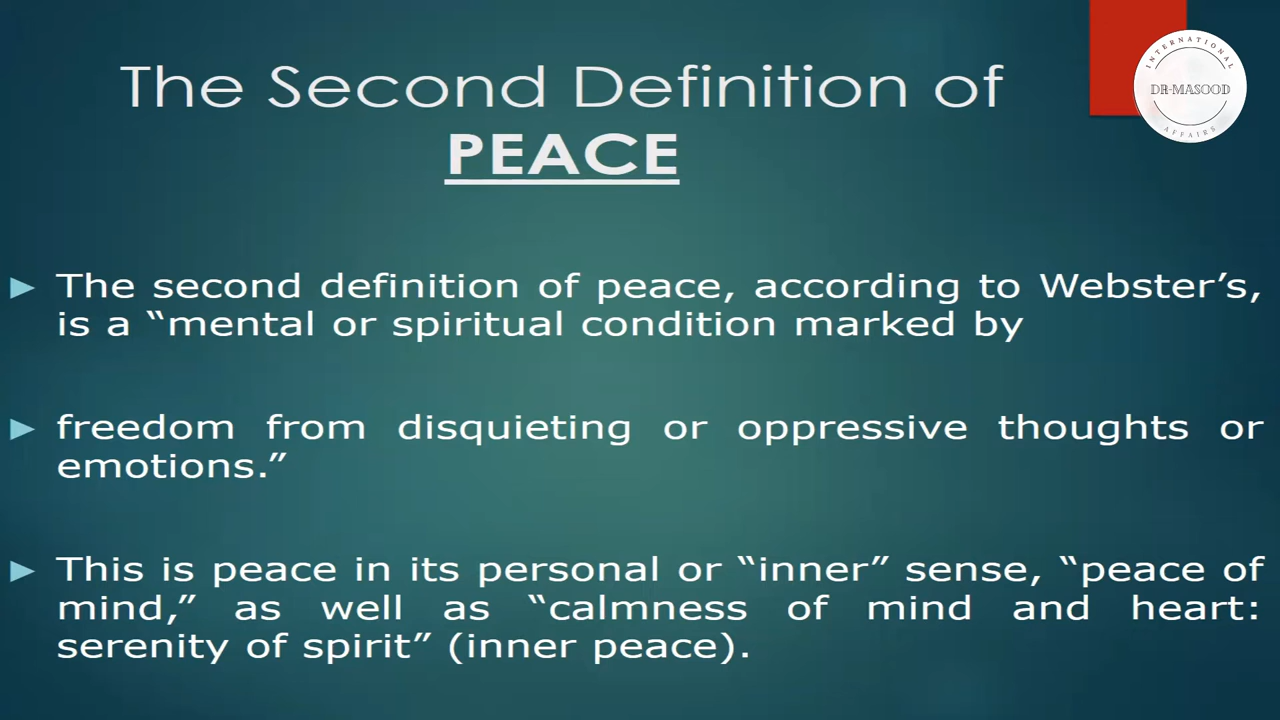 The Second Definition of
PEACE
INTERNATIONAL
DR-MASOOD
AFFAIRS
The second definition of peace, according to Webster’s,
is a “mental or spiritual condition marked by
freedom from disquieting or oppressive thoughts or
emotions.”
This is peace in its personal or “inner” sense, “peace of
mind,” as well as “calmness of mind and heart:
serenity of spirit” (inner peace).